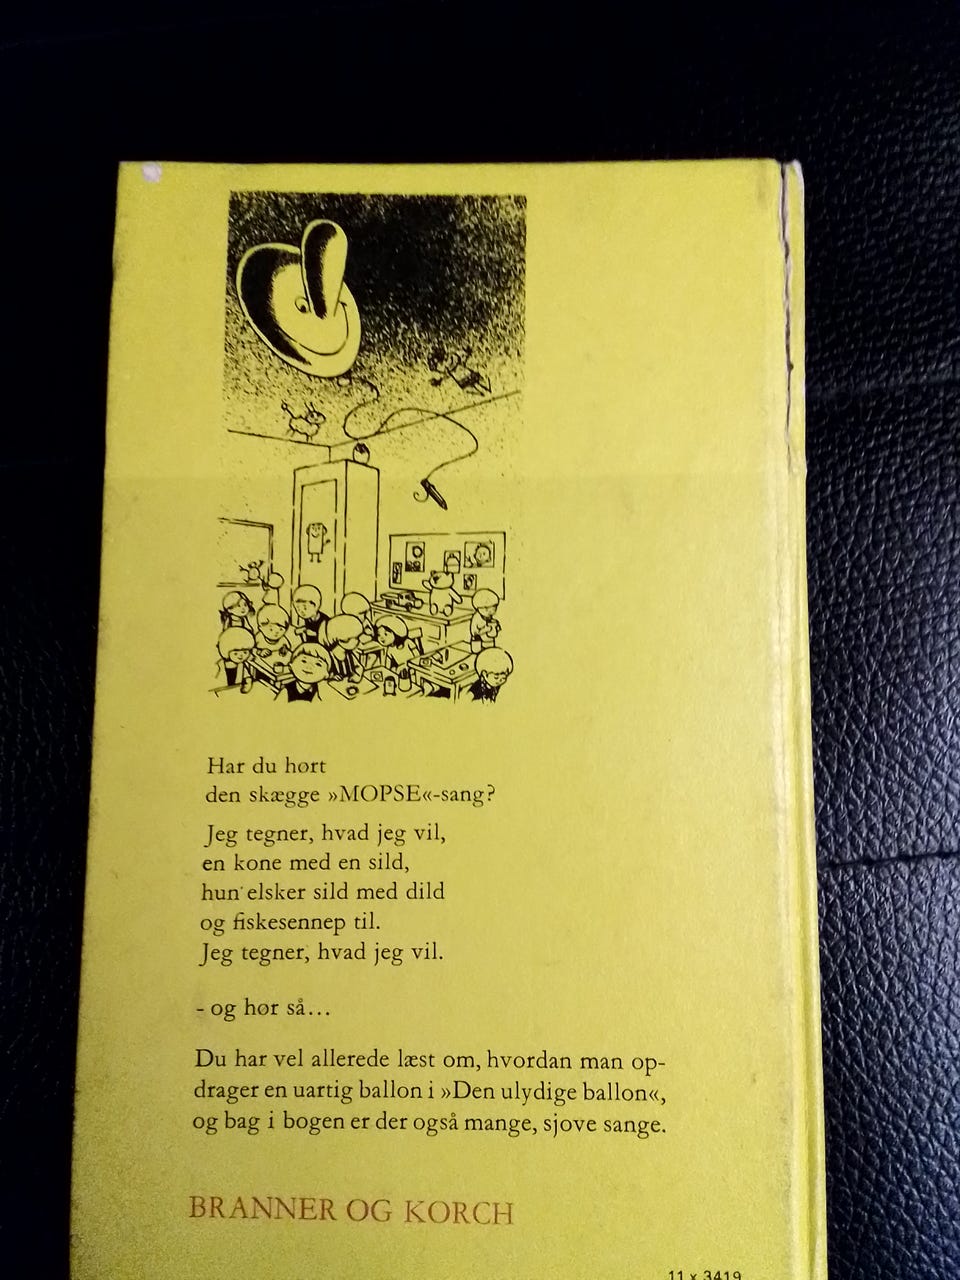 Har du hørt
den skægge »MOPSE«-sang?
Jeg tegner, hvad jeg vil,
en kone med en sild,
hun elsker sild med dild
og fiskesennep til.
Jeg tegner, hvad jeg vil.
- og hør så...
Du har vel allerede læst om, hvordan man op-
drager en uartig ballon i »Den ulydige ballon«,
og bag i bogen er der også mange, sjove sange.
BRANNER OG KORCH
11 x 3419